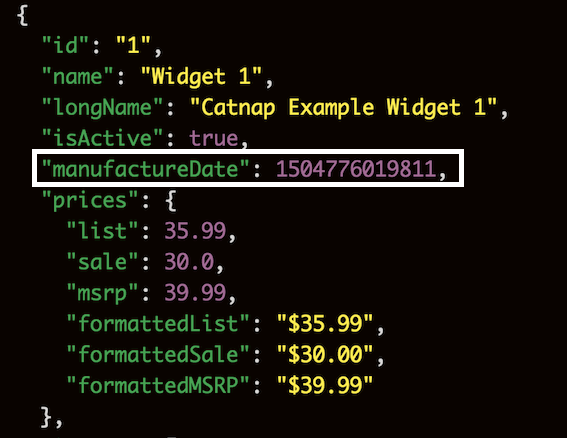 {
"id": "1",
"name": "Widget 1",
"longName": "Catnap Example Widget 1",
"isActive": true,
"manufactureDate": 1504776019811,
"prices": {
"list": 35.99,
"sale": 30.0,
"msrp": 39.99,
"formattedList": "$35.99",
"formattedSale": "$30.00",
"formattedMSRP": "$39.99"
},